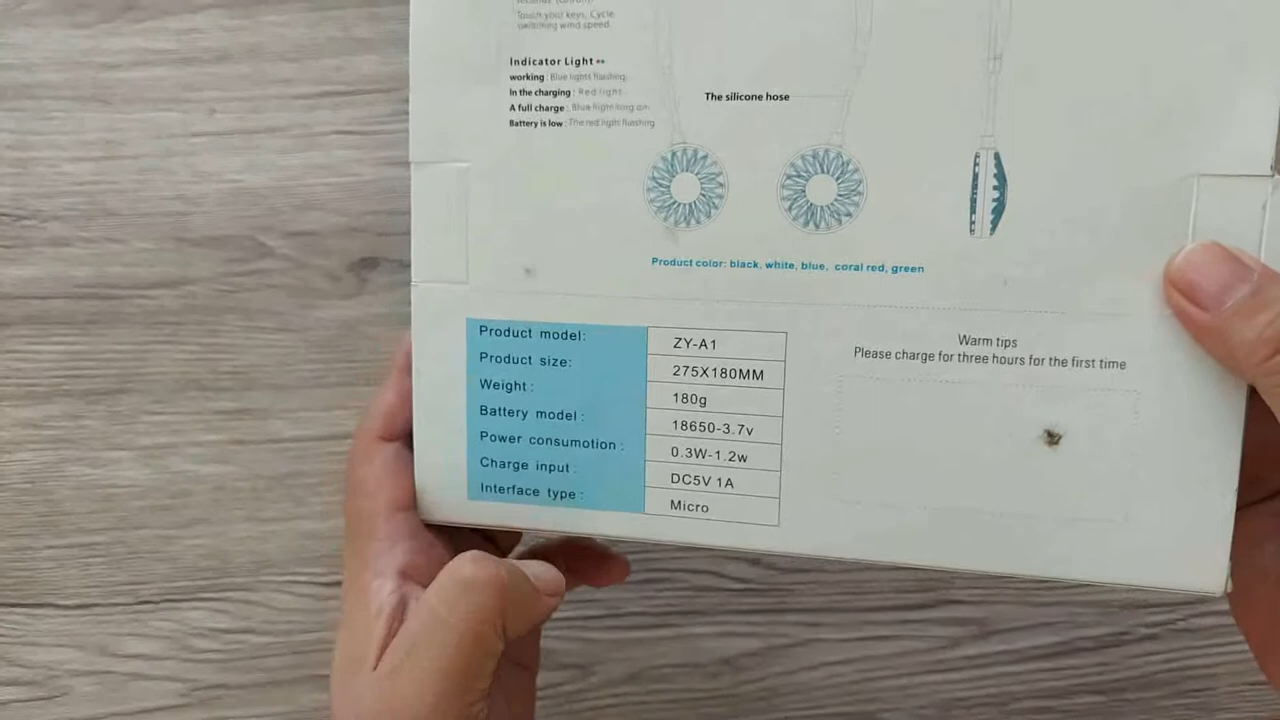 Touch your keys, Cycle
switching wind speed.
Indicator Light
working : Blue lights flashing
In the charging : Red light
A full charge : Blue light long on
Battery is low : The red light flashing
The silicone hose
Product color: black, white, blue, coral red, green
Product model: ZY-A1
Product size: 275X180MM
Weight : 180g
Battery model : 18650-3.7v
Power consumotion : 0.3W-1.2w
Charge input : DC5V 1A
Interface type : Micro
Warm tips
Please charge for three hours for the first time